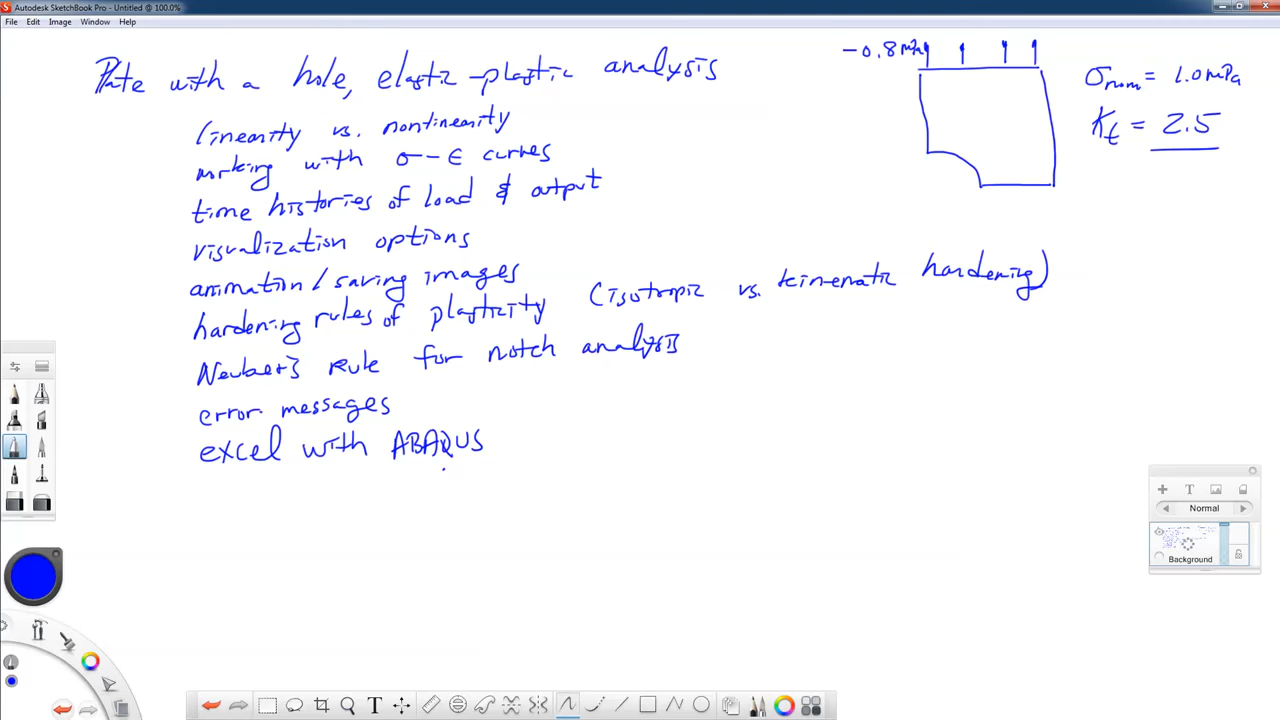 Autodesk SketchBook Pro - Untitled @ 100.0%
File Edit Image Window Help
Plate with a hole, elastic-plastic analysis
linearity vs. nonlinearity
working with σ-ε curves
time histories of load & output
visualization options
animation / saving images
hardening rules of plasticity (isotropic vs. kinematic hardening)
Neuber's rule for notch analysis
error messages
excel with ABAQUS
-0.8 MPa
σnom = 1.0 MPa
Kt = 2.5
Normal
Background
T
T